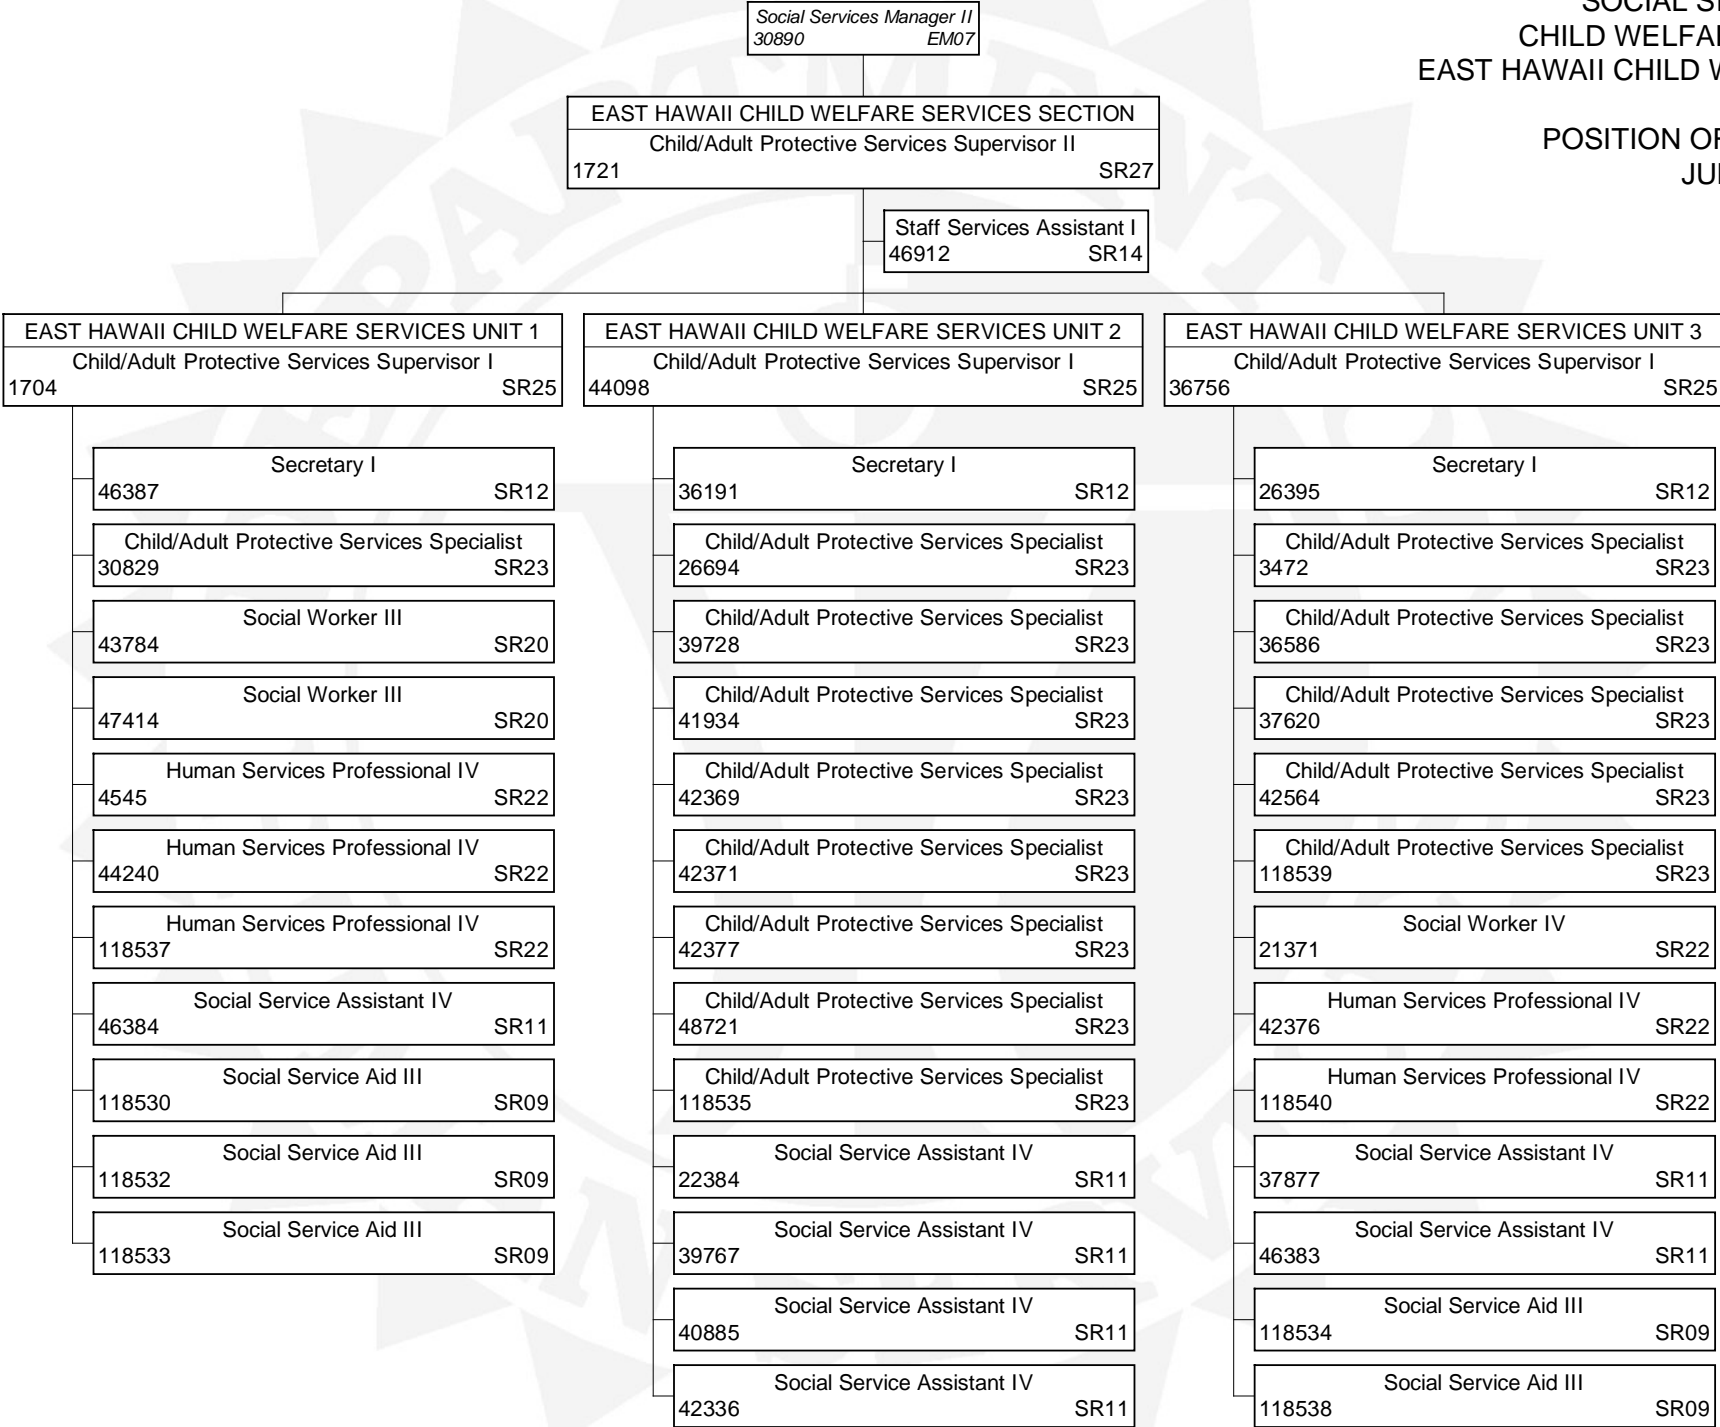 Social Services Manager II
30890 EM07
SOCIAL
CHILD
EAST HAWAII CHILD
POSITION
EAST HAWAII CHILD WELFARE SERVICES SECTION
Child/Adult Protective Services Supervisor II
1721 SR27
Staff Services Assistant I
46912 SR14
EAST HAWAII CHILD WELFARE SERVICES UNIT 1
Child/Adult Protective Services Supervisor I
1704 SR25
Secretary I
46387 SR12
Child/Adult Protective Services Specialist
30829 SR23
Social Worker III
43784 SR20
Social Worker III
47414 SR20
Human Services Professional IV
4545 SR22
Human Services Professional IV
44240 SR22
Human Services Professional IV
118537 SR22
Social Service Assistant IV
46384 SR11
Social Service Aid III
118530 SR09
Social Service Aid III
118532 SR09
Social Service Aid III
118533 SR09
EAST HAWAII CHILD WELFARE SERVICES UNIT 2
Child/Adult Protective Services Supervisor I
44098 SR25
Secretary I
36191 SR12
Child/Adult Protective Services Specialist
26694 SR23
Child/Adult Protective Services Specialist
39728 SR23
Child/Adult Protective Services Specialist
41934 SR23
Child/Adult Protective Services Specialist
42369 SR23
Child/Adult Protective Services Specialist
42371 SR23
Child/Adult Protective Services Specialist
42377 SR23
Child/Adult Protective Services Specialist
48721 SR23
Child/Adult Protective Services Specialist
118535 SR23
Social Service Assistant IV
22384 SR11
Social Service Assistant IV
39767 SR11
Social Service Assistant IV
40885 SR11
Social Service Assistant IV
42336 SR11
EAST HAWAII CHILD WELFARE SERVICES UNIT 3
Child/Adult Protective Services Supervisor I
36756 SR25
Secretary I
26395 SR12
Child/Adult Protective Services Specialist
3472 SR23
Child/Adult Protective Services Specialist
36586 SR23
Child/Adult Protective Services Specialist
37620 SR23
Child/Adult Protective Services Specialist
42564 SR23
Child/Adult Protective Services Specialist
118539 SR23
Social Worker IV
21371 SR22
Human Services Professional IV
42376 SR22
Human Services Professional IV
118540 SR22
Social Service Assistant IV
37877 SR11
Social Service Assistant IV
46383 SR11
Social Service Aid III
118534 SR09
Social Service Aid III
118538 SR09